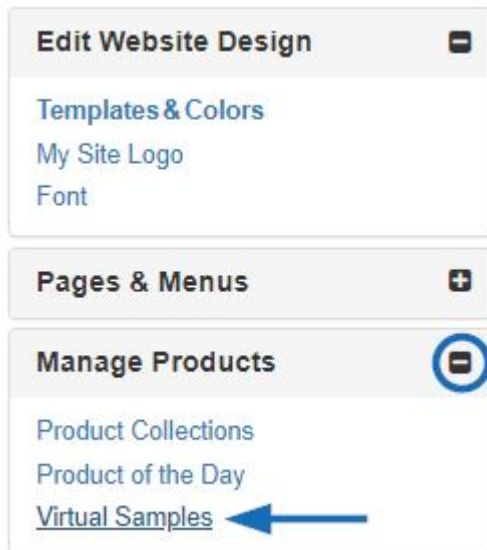 Edit Website Design
Templates & Colors
My Site Logo
Font
Pages & Menus
Manage Products
Product Collections
Product of the Day
Virtual Samples